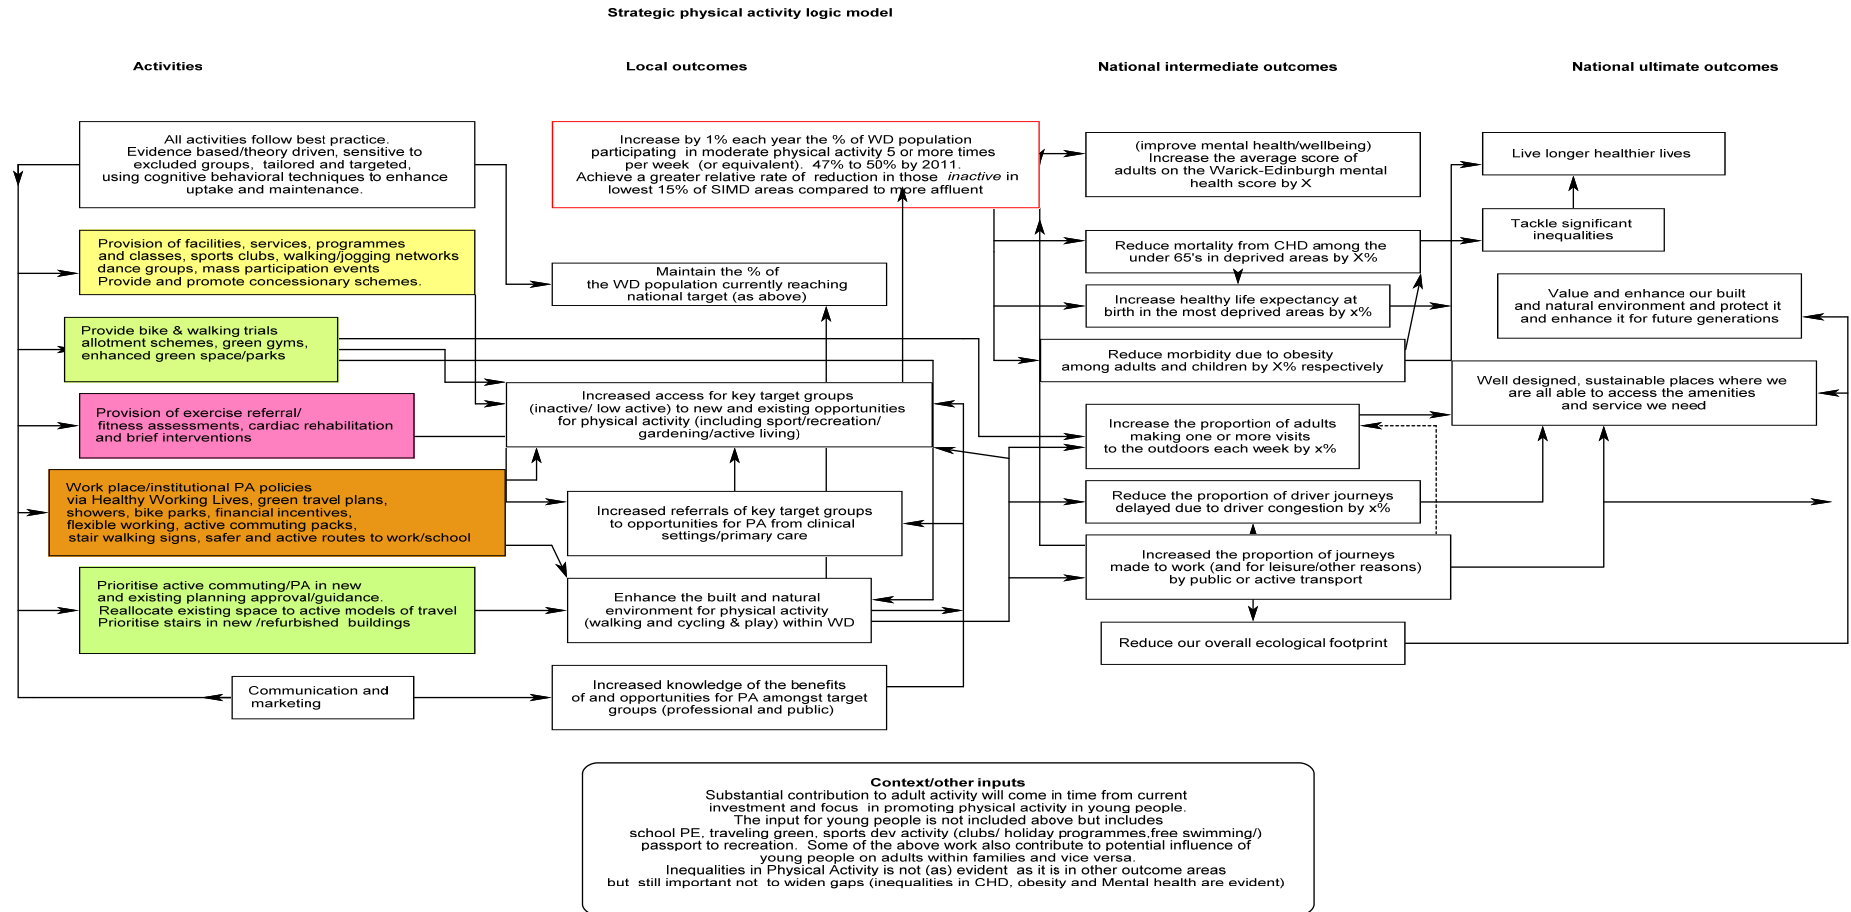 Strategic physical activity logic model
Activities
Local outcomes
National intermediate outcomes
National ultimate outcomes
All activities follow best practice.
Evidence based/theory driven, sensitive to
excluded groups, tailored and targeted,
using cognitive behavioral techniques to enhance
uptake and maintenance.
Provision of facilities, services, programmes
and classes, sports clubs, walking/jogging networks
dance groups, mass participation events
Provide and promote concessionary schemes.
Provide bike & walking trials
allotment schemes, green gyms,
enhanced green space/parks
Provision of exercise referral/
fitness assessments, cardiac rehabilitation
and brief interventions
Work place/institutional PA policies
via Healthy Working Lives, green travel plans,
showers, bike parks, financial incentives,
flexible working, active commuting packs,
stair walking signs, safer and active routes to work/school
Prioritise active commuting/PA in new
and existing planning approval/guidance.
Reallocate existing space to active models of travel
Prioritise stairs in new /refurbished buildings
Communication and
marketing
Increase by 1% each year the % of WD population
participating in moderate physical activity 5 or more times
per week (or equivalent). 47% to 50% by 2011.
Achieve a greater relative rate of reduction in those inactive in
lowest 15% of SIMD areas compared to more affluent
Maintain the % of
the WD population currently reaching
national target (as above)
Increased access for key target groups
(inactive/ low active) to new and existing opportunities
for physical activity (including sport/recreation/
gardening/active living)
Increased referrals of key target groups
to opportunities for PA from clinical
settings/primary care
Enhance the built and natural
environment for physical activity
(walking and cycling & play) within WD
Increased knowledge of the benefits
of and opportunities for PA amongst target
groups (professional and public)
(improve mental health/wellbeing)
Increase the average score of
adults on the Warick-Edinburgh mental
health score by X
Reduce mortality from CHD among the
under 65's in deprived areas by X%
Increase healthy life expectancy at
birth in the most deprived areas by x%
Reduce morbidity due to obesity
among adults and children by X% respectively
Increase the proportion of adults
making one or more visits
to the outdoors each week by x%
Reduce the proportion of driver journeys
delayed due to driver congestion by x%
Increased the proportion of journeys
made to work (and for leisure/other reasons)
by public or active transport
Reduce our overall ecological footprint
Live longer healthier lives
Tackle significant
inequalities
Value and enhance our built
and natural environment and protect it
and enhance it for future generations
Well designed, sustainable places where we
are all able to access the amenities
and service we need
Context/other inputs
Substantial contribution to adult activity will come in time from current
investment and focus in promoting physical activity in young people.
The input for young people is not included above but includes
school PE, traveling green, sports dev activity (clubs/ holiday programmes,free swimming/)
passport to recreation. Some of the above work also contribute to potential influence of
young people on adults within families and vice versa.
Inequalities in Physical Activity is not (as) evident as it is in other outcome areas
but still important not to widen gaps (inequalities in CHD, obesity and Mental health are evident)